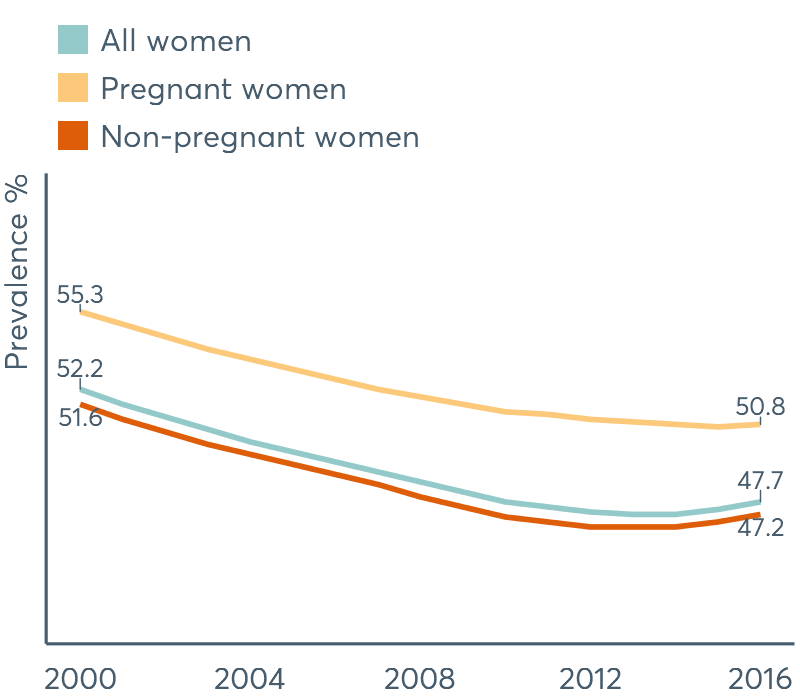 All women
Pregnant women
Non-pregnant women
Prevalence %
55.3
52.2
51.6
50.8
47.7
47.2
2000
2004
2008
2012
2016